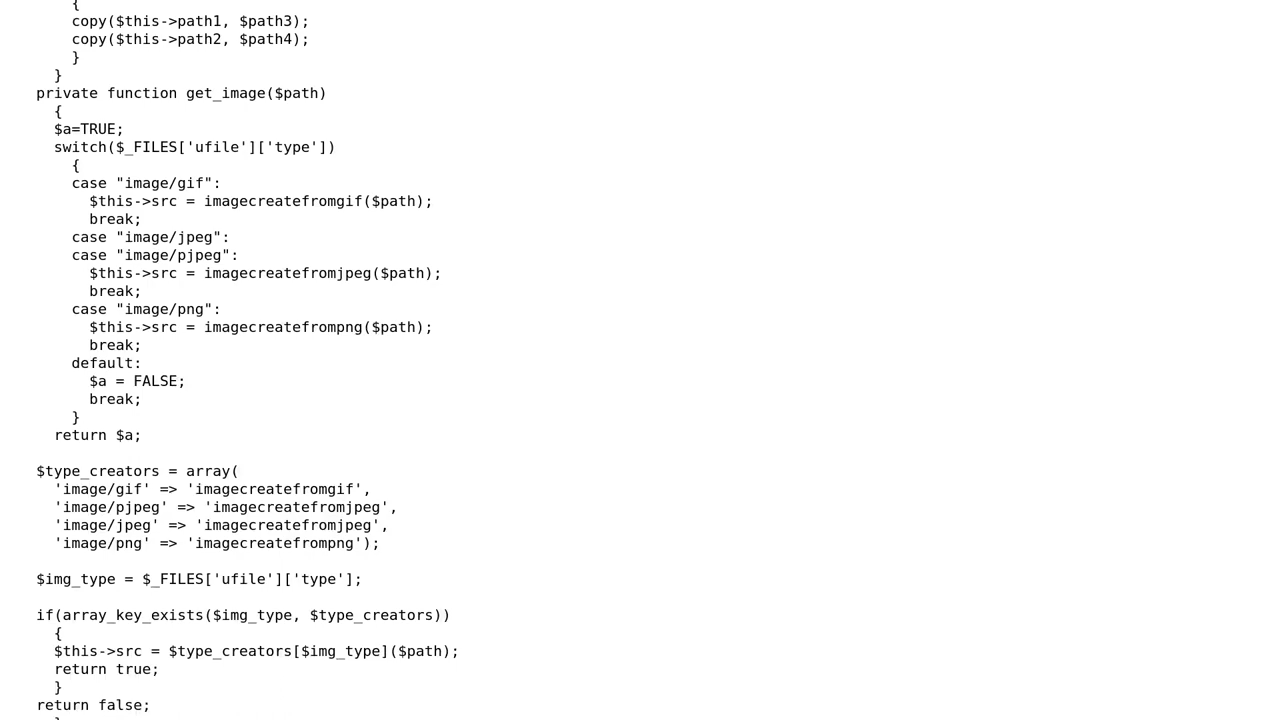 {
copy($this->path1, $path3);
copy($this->path2, $path4);
}
}
private function get_image($path)
{
$a=TRUE;
switch($_FILES['ufile']['type'])
{
case "image/gif":
$this->src = imagecreatefromgif($path);
break;
case "image/jpeg":
case "image/pjpeg":
$this->src = imagecreatefromjpeg($path);
break;
case "image/png":
$this->src = imagecreatefrompng($path);
break;
default:
$a = FALSE;
break;
}
return $a;
$type_creators = array(
'image/gif' => 'imagecreatefromgif',
'image/pjpeg' => 'imagecreatefromjpeg',
'image/jpeg' => 'imagecreatefromjpeg',
'image/png' => 'imagecreatefrompng');
$img_type = $_FILES['ufile']['type'];
if(array_key_exists($img_type, $type_creators))
{
$this->src = $type_creators[$img_type]($path);
return true;
}
return false;
}